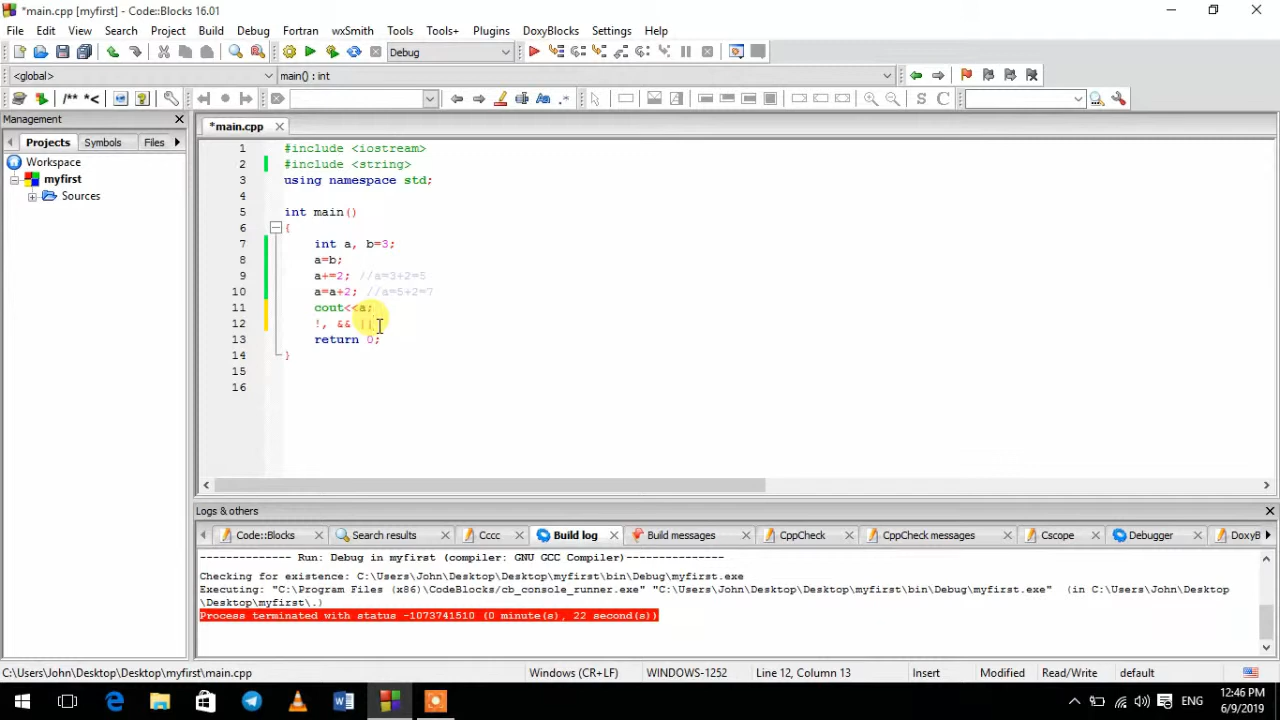 *main.cpp [myfirst] - Code::Blocks 16.01
File Edit View Search Project Build Debug Fortran wxSmith Tools Tools+ Plugins DoxyBlocks Settings Help
Debug
<global> main() : int
/** *<
S C
Management
*main.cpp
Projects Symbols Files
Workspace
myfirst
Sources
1 #include <iostream>
2 #include <string>
3 using namespace std;
4
5 int main()
6 {
7 int a, b=3;
8 a=b;
9 a+=2; //a=3+2=5
10 a=a+2; //a=5+2=7
11 cout<<a;
12 !, && ||
13 return 0;
14 }
15
16
Logs & others
Code::Blocks Search results Cccc Build log Build messages CppCheck CppCheck messages Cscope Debugger DoxyB
-------------- Run: Debug in myfirst (compiler: GNU GCC Compiler)---------------
Checking for existence: C:\Users\John\Desktop\Desktop\myfirst\bin\Debug\myfirst.exe
Executing: "C:\Program Files (x86)\CodeBlocks/cb_console_runner.exe" "C:\Users\John\Desktop\Desktop\myfirst\bin\Debug\myfirst.exe" (in C:\Users\John\Desktop
\Desktop\myfirst\.)
Process terminated with status -1073741510 (0 minute(s), 22 second(s))
C:\Users\John\Desktop\Desktop\myfirst\main.cpp Windows (CR+LF) WINDOWS-1252 Line 12, Column 13 Insert Modified Read/Write default
ENG
12:46 PM
6/9/2019